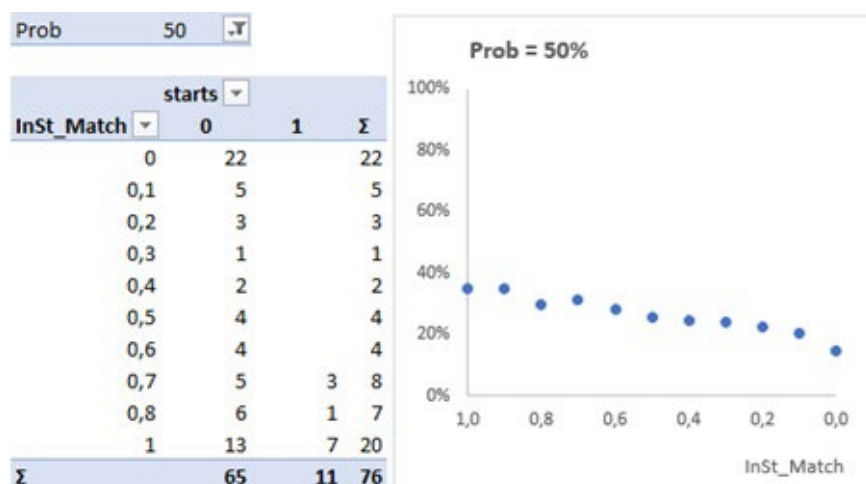 Prob 50
starts
InSt_Match 0 1 Σ
0 22 22
0,1 5 5
0,2 3 3
0,3 1 1
0,4 2 2
0,5 4 4
0,6 4 4
0,7 5 3 8
0,8 6 1 7
1 13 7 20
Σ 65 11 76
Prob = 50%
100%
80%
60%
40%
20%
0%
1,0 0,8 0,6 0,4 0,2 0,0
InSt_Match